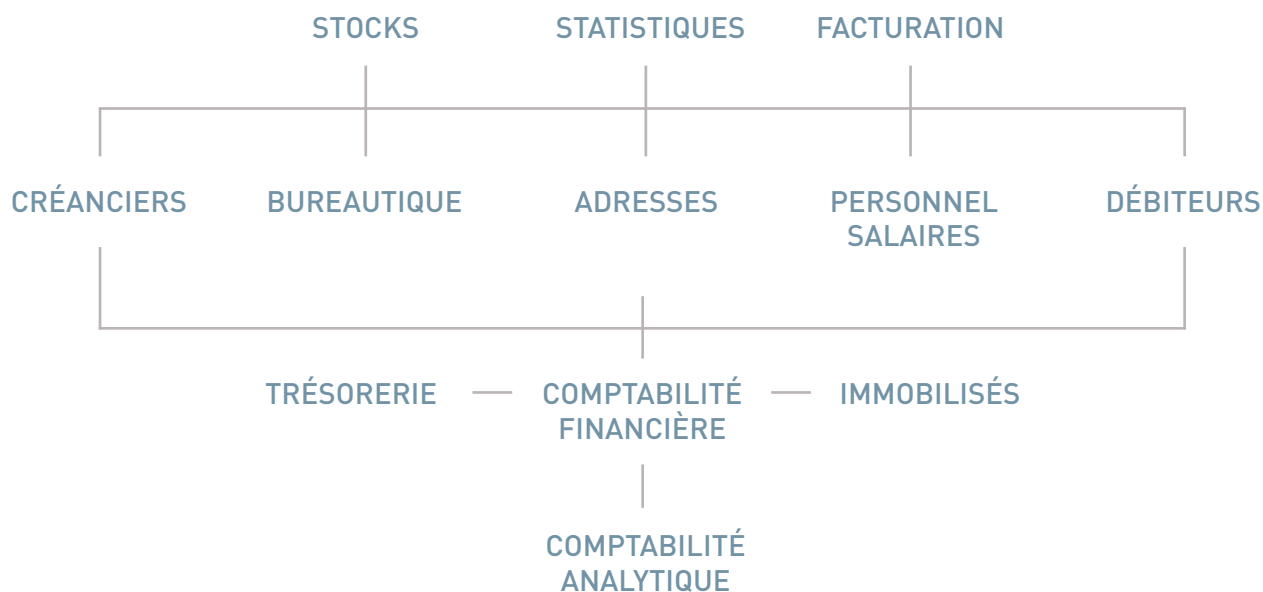 STOCKS
STATISTIQUES
FACTURATION
CRÉANCIERS
BUREAUTIQUE
ADRESSES
PERSONNEL
SALAIRES
DÉBITEURS
TRÉSORERIE
COMPTABILITÉ
FINANCIÈRE
IMMOBILISÉS
COMPTABILITÉ
ANALYTIQUE